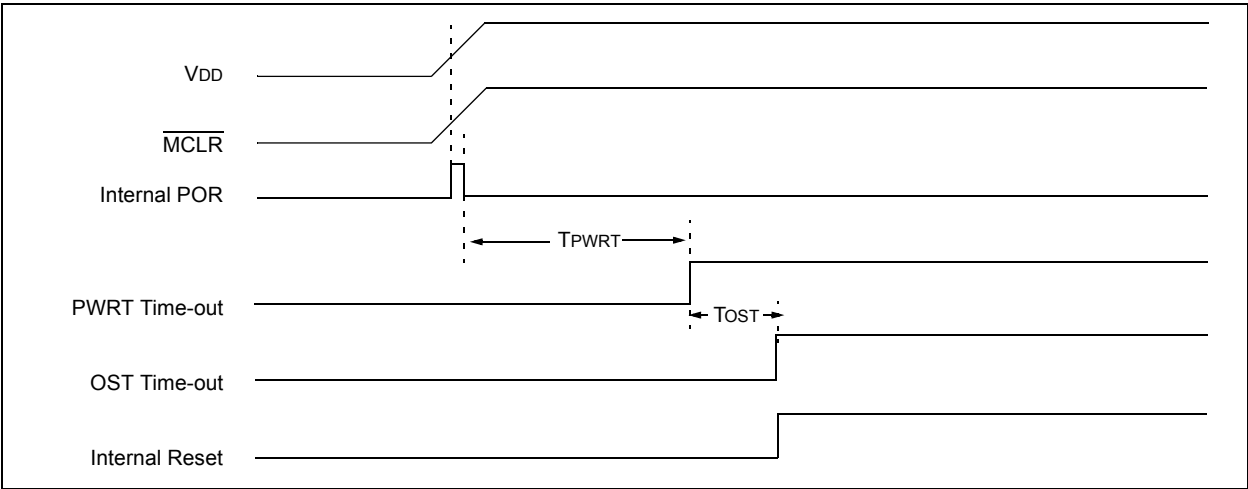 VDD
MCLR
Internal POR
TPWRT
PWRT Time-out
TOST
OST Time-out
Internal Reset